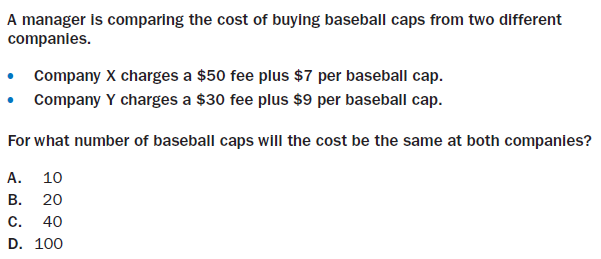 A manager is comparing the cost of buying baseball caps from two different
companies.
• Company X charges a $50 fee plus $7 per baseball cap.
• Company Y charges a $30 fee plus $9 per baseball cap.
For what number of baseball caps will the cost be the same at both companies?
A. 10
B. 20
C. 40
D. 100